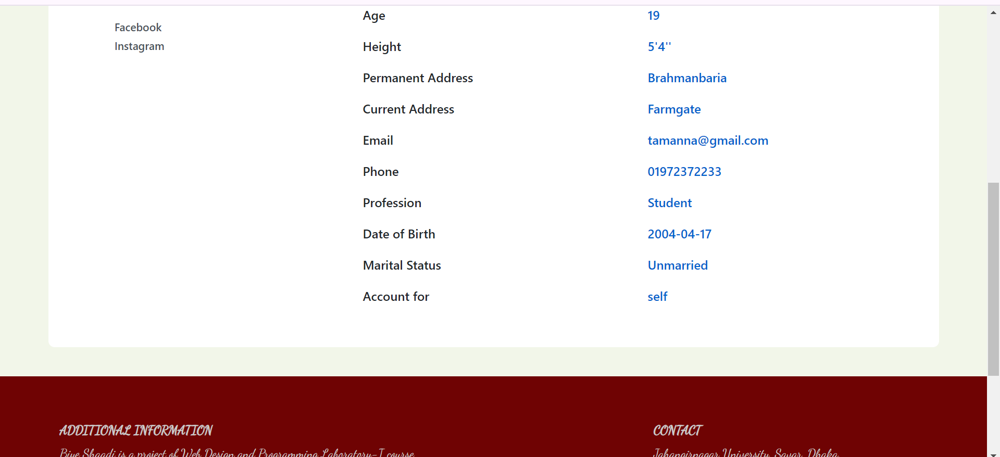 Facebook
Instagram
Age 19
Height 5'4''
Permanent Address Brahmanbaria
Current Address Farmgate
Email tamanna@gmail.com
Phone 01972372233
Profession Student
Date of Birth 2004-04-17
Marital Status Unmarried
Account for self
ADDITIONAL INFORMATION
Biye Shaadi is a project of Web Design and Programming Laboratory-I course
CONTACT
Jahangirnagar University, Savar, Dhaka